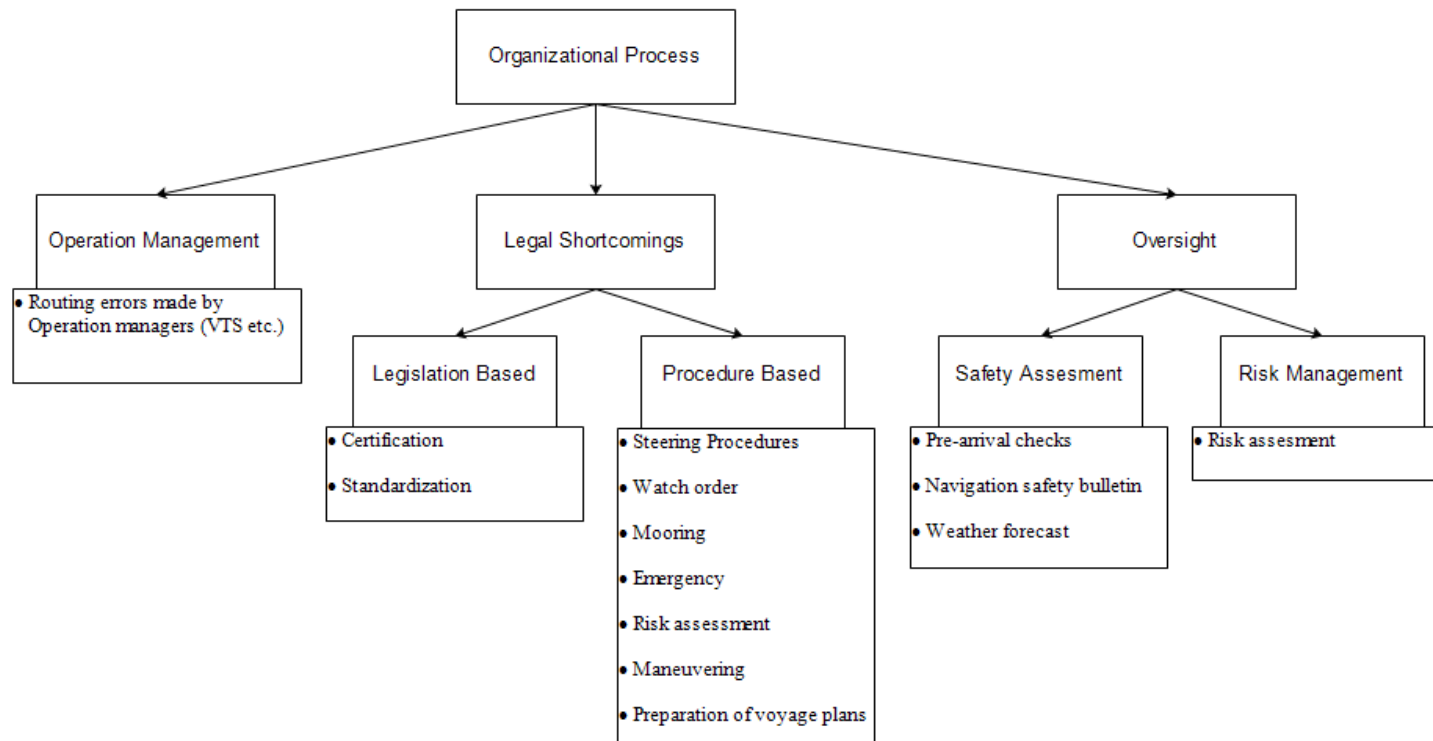 Organizational Process
Operation Management
Legal Shortcomings
Oversight
● Routing errors made by
Operation managers (VTS etc.)
Legislation Based
Procedure Based
Safety Assesment
Risk Management
● Certification
● Standardization
● Steering Procedures
● Watch order
● Mooring
● Emergency
● Risk assessment
● Maneuvering
● Preparation of voyage plans
● Pre-arrival checks
● Navigation safety bulletin
● Weather forecast
● Risk assesment